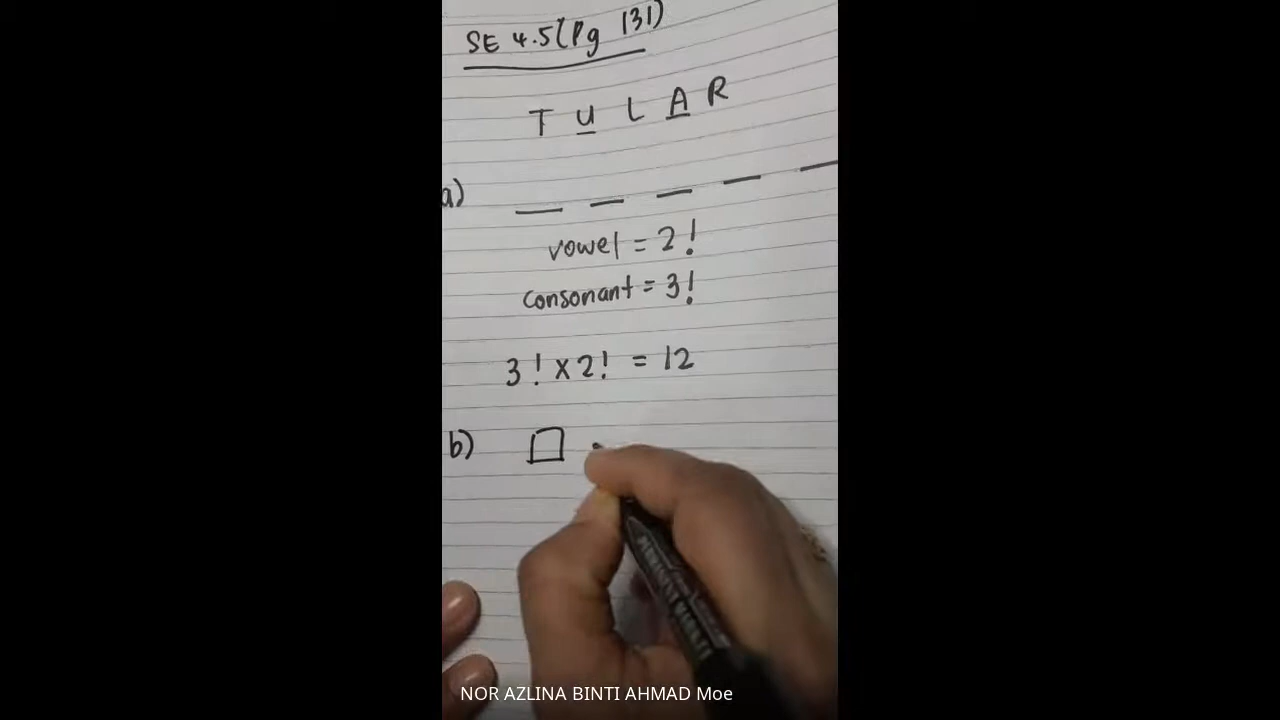 SE 4.5 (Pg 131)
T U L A R
a)
vowel = 2!
consonant = 3!
3! x 2! = 12
b)
NOR AZLINA BINTI AHMAD Moe